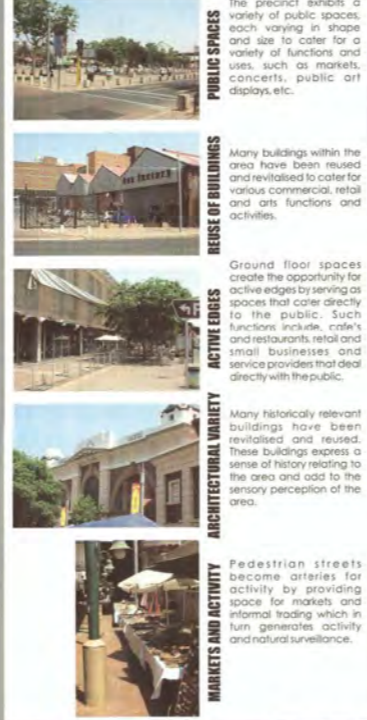 PUBLIC SPACES
The precinct exhibits a
variety of public spaces,
each varying in shape
and size to cater for a
variety of functions and
uses, such as markets,
concerts, public art
displays, etc.
REUSE OF BUILDINGS
Many buildings within the
area have been reused
and revitalised to cater for
various commercial, retail
and arts functions and
activities.
ACTIVE EDGES
Ground floor spaces
create the opportunity for
active edges by serving as
spaces that cater directly
to the public. Such
functions include, cafe's
and restaurants, retail and
small businesses and
service providers that deal
directly with the public.
ARCHITECTURAL VARIETY
Many historically relevant
buildings have been
revitalised and reused.
These buildings express a
sense of history relating to
the area and add to the
sensory perception of the
area.
MARKETS AND ACTIVITY
Pedestrian streets
become arteries for
activity by providing
space for markets and
informal trading which in
turn generates activity
and natural surveillance.